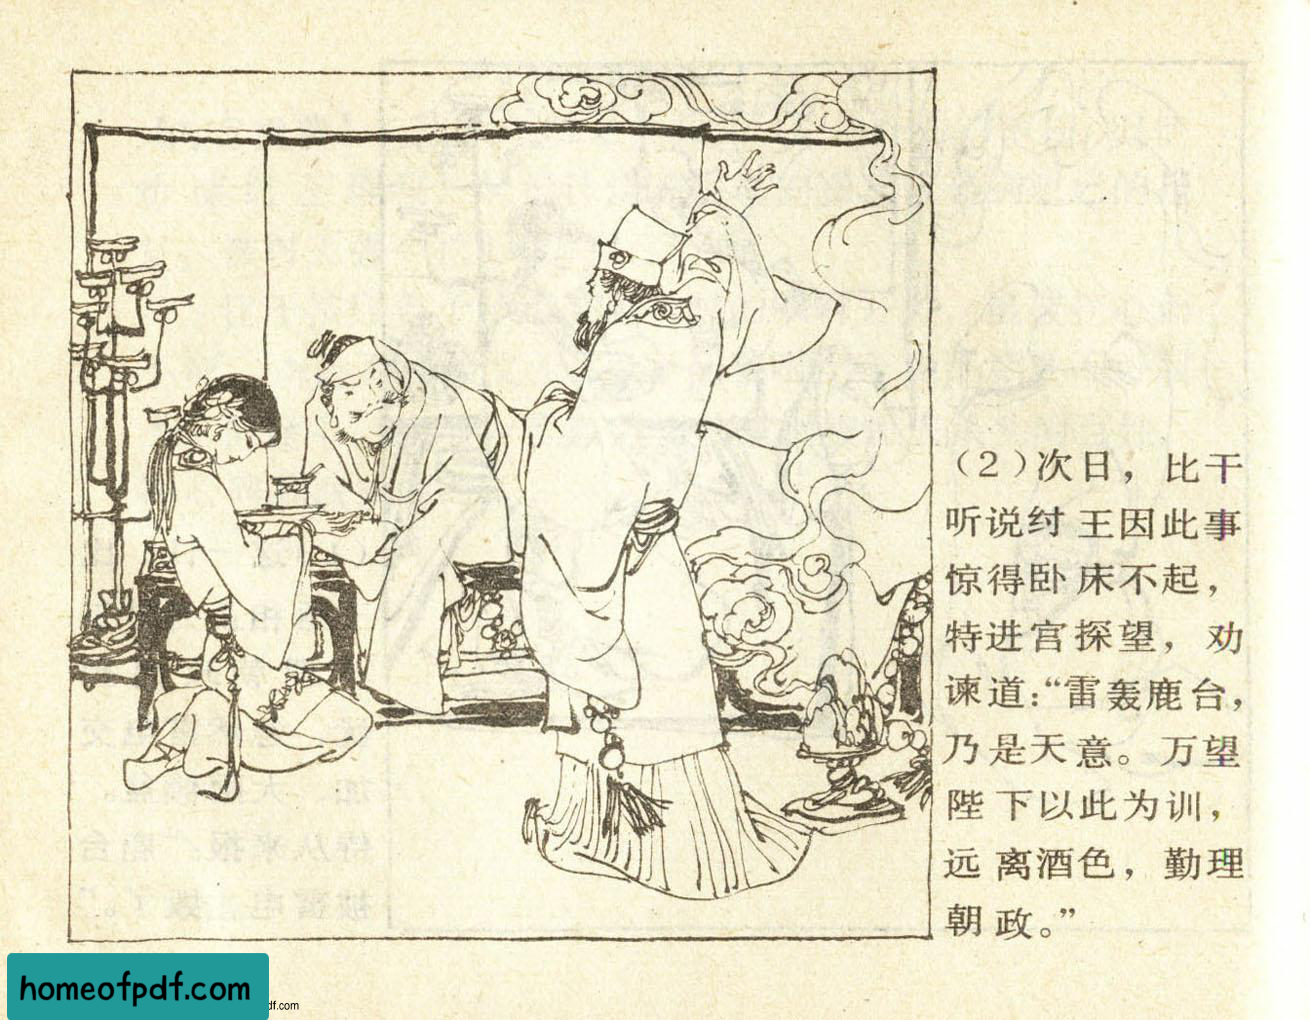 （2）次日，比干
听说纣王因此事
惊得卧床不起，
特进宫探望，劝
谏道：“雷轰鹿台，
乃是天意。万望
陛下以此为训，
远离酒色，勤理
朝政。”
homeofpdf.com
df.com